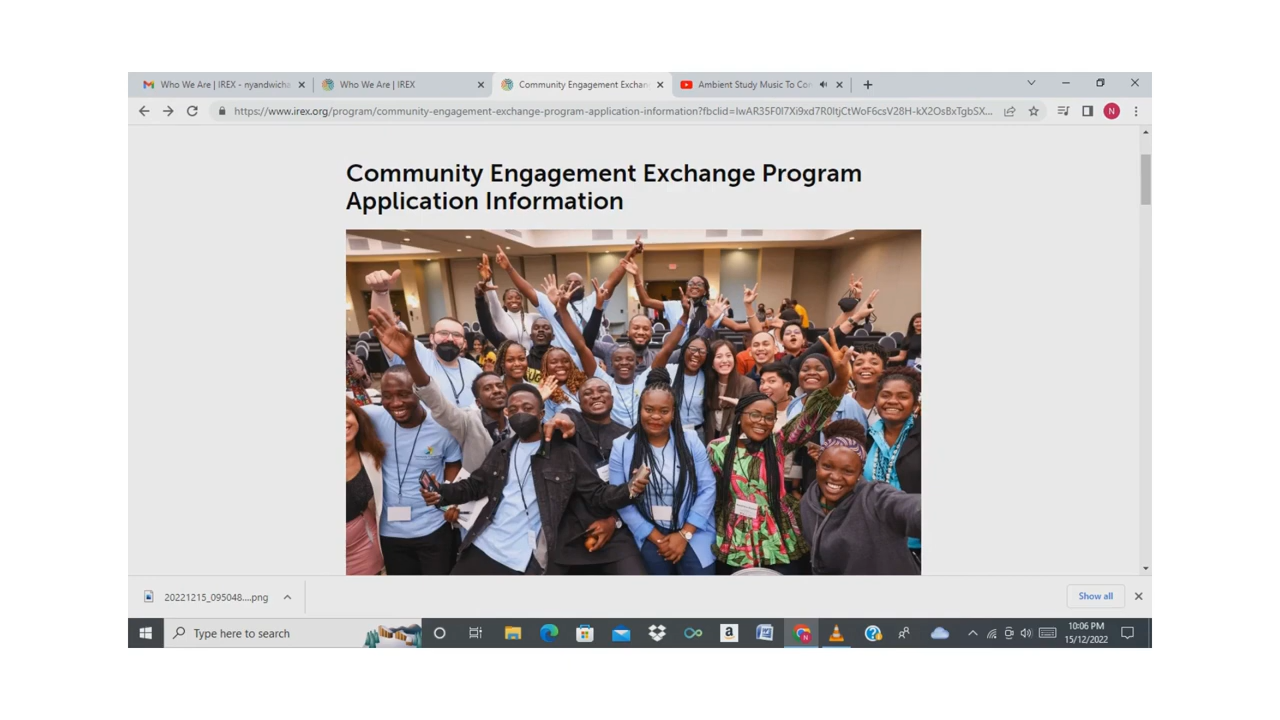 Who We Are | IREX - nyandwicha
Who We Are | IREX
Community Engagement Exchan
Ambient Study Music To Con
https://www.irex.org/program/community-engagement-exchange-program-application-information?fbclid=IwAR35F0I7Xi9xd7R0ltjCtWoF6csV28H-kX2OsBxTgbSX...
N
Community Engagement Exchange Program
Application Information
20221215_095048....png
Show all
Type here to search
10:06 PM
15/12/2022